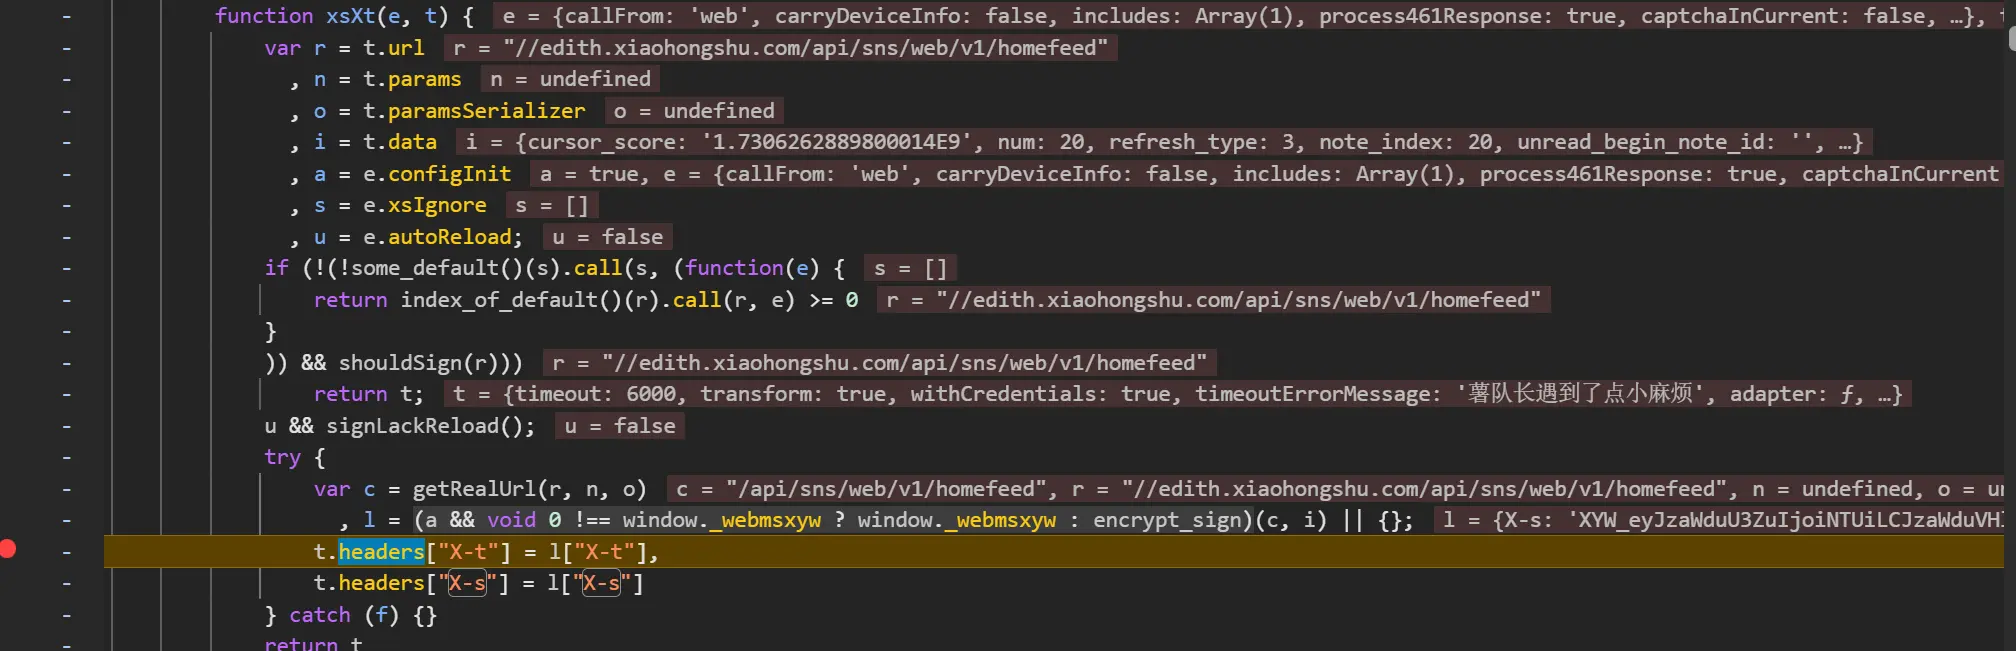 function xsXt(e, t) { e = {callFrom: 'web', carryDeviceInfo: false, includes: Array(1), process461Response: true, captchaInCurrent: false, …},
var r = t.url r = "//edith.xiaohongshu.com/api/sns/web/v1/homefeed"
, n = t.params n = undefined
, o = t.paramsSerializer o = undefined
, i = t.data i = {cursor_score: '1.7306262889800014E9', num: 20, refresh_type: 3, note_index: 20, unread_begin_note_id: '', …}
, a = e.configInit a = true, e = {callFrom: 'web', carryDeviceInfo: false, includes: Array(1), process461Response: true, captchaInCurrent
, s = e.xsIgnore s = []
, u = e.autoReload; u = false
if (!(!some_default()(s).call(s, (function(e) { s = []
return index_of_default()(r).call(r, e) >= 0 r = "//edith.xiaohongshu.com/api/sns/web/v1/homefeed"
}
)) && shouldSign(r))) r = "//edith.xiaohongshu.com/api/sns/web/v1/homefeed"
return t; t = {timeout: 6000, transform: true, withCredentials: true, timeoutErrorMessage: '薯队长遇到了点小麻烦', adapter: ƒ, …}
u && signLackReload(); u = false
try {
var c = getRealUrl(r, n, o) c = "/api/sns/web/v1/homefeed", r = "//edith.xiaohongshu.com/api/sns/web/v1/homefeed", n = undefined, o = u
, l = (a && void 0 !== window._webmsxyw ? window._webmsxyw : encrypt_sign)(c, i) || {}; l = {X-s: 'XYW_eyJzaWduU3ZuIjoiNTUiLCJzaWduVH
t.headers["X-t"] = l["X-t"],
t.headers["X-s"] = l["X-s"]
} catch (f) {}
return t